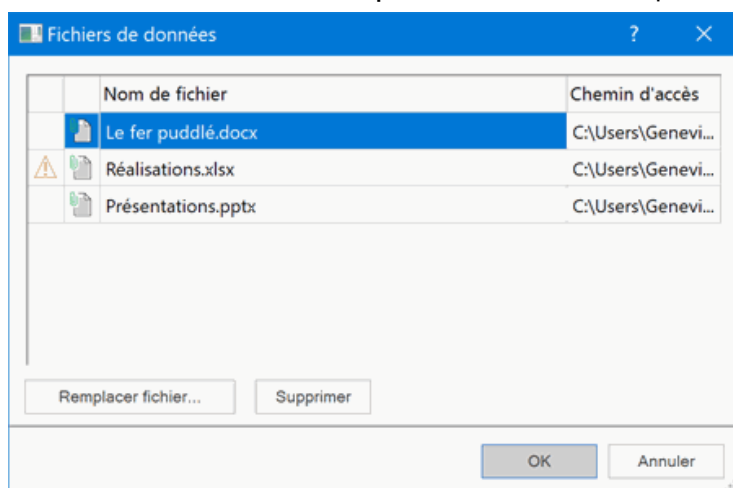 Fichiers de données ? ×
Nom de fichier Chemin d'accès
Le fer puddlé.docx C:\Users\Genevi...
Réalisations.xlsx C:\Users\Genevi...
Présentations.pptx C:\Users\Genevi...
Remplacer fichier... Supprimer
OK Annuler